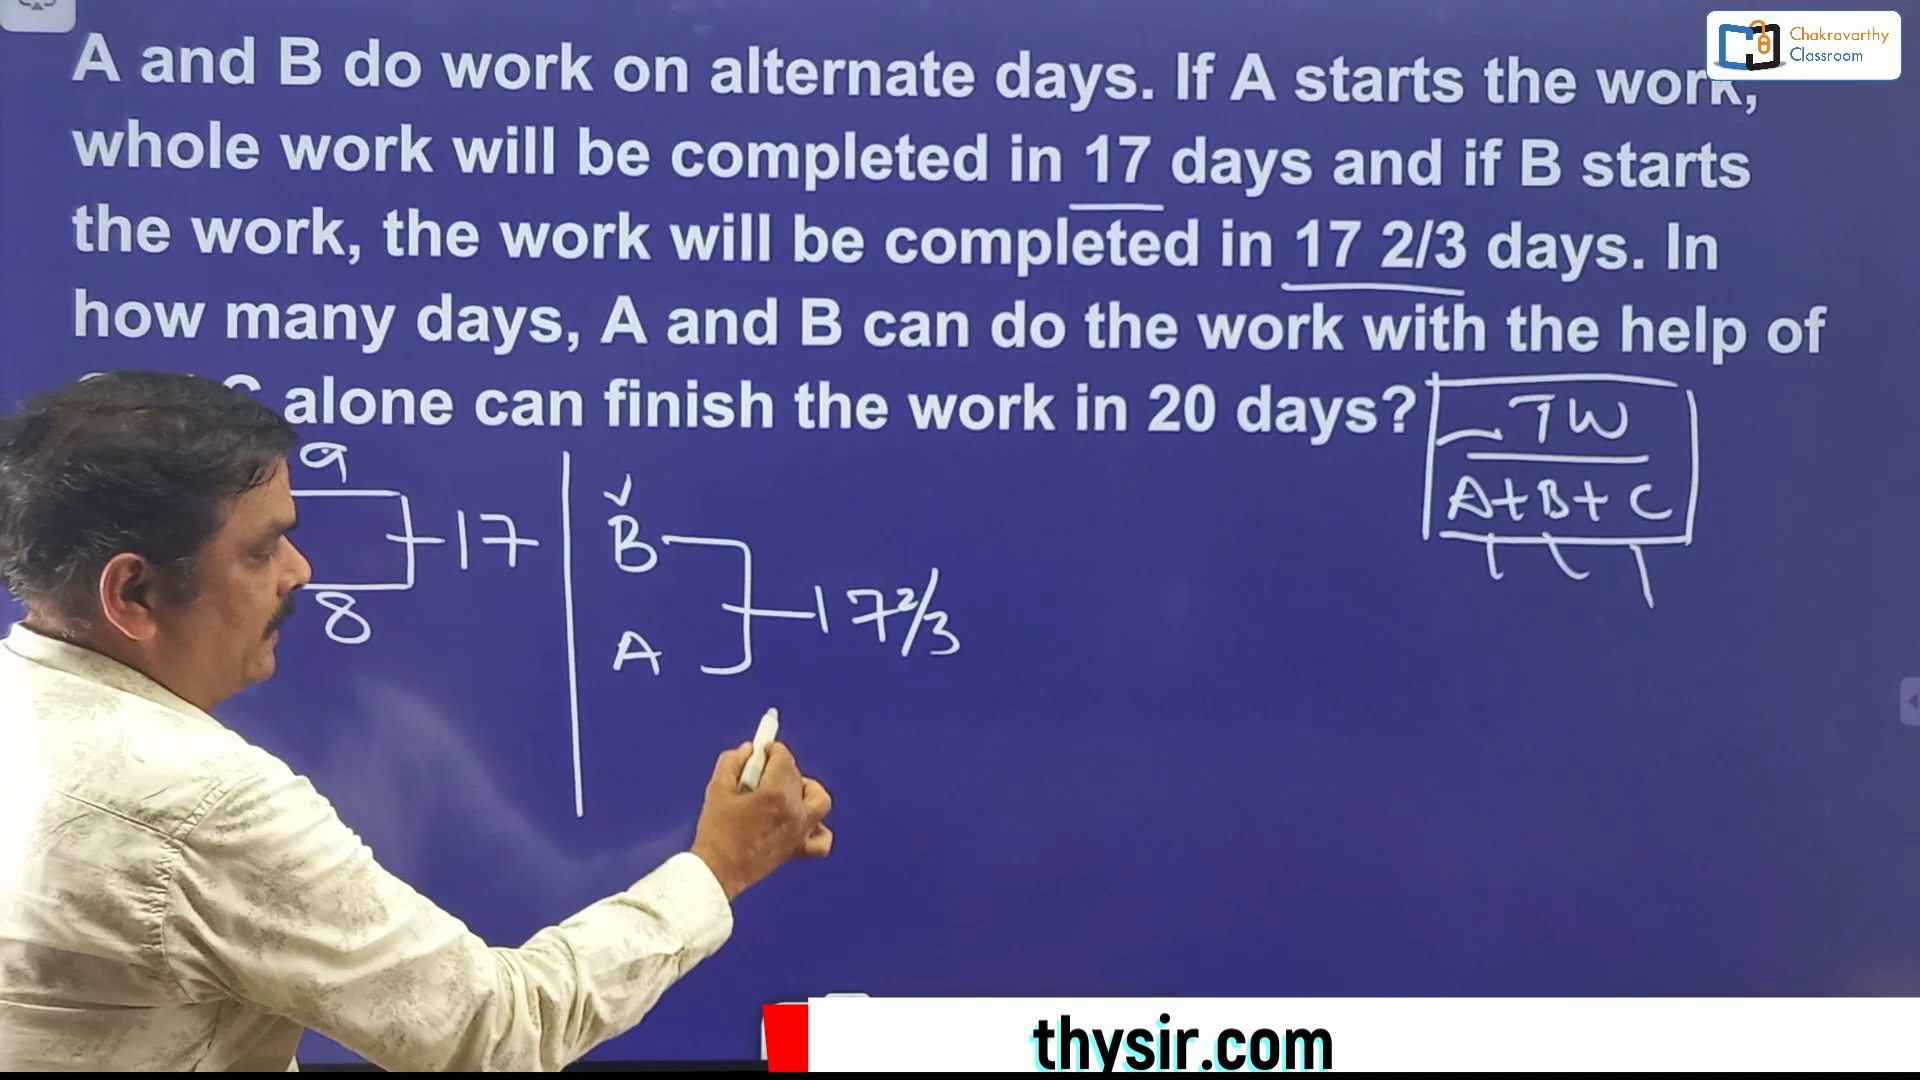 Chakravarthy
Classroom
A and B do work on alternate days. If A starts the work,
whole work will be completed in 17 days and if B starts
the work, the work will be completed in 17 2/3 days. In
how many days, A and B can do the work with the help of
C alone can finish the work in 20 days?
TW
A+B+C
9
17
8
B
A
17 2/3
thysir.com